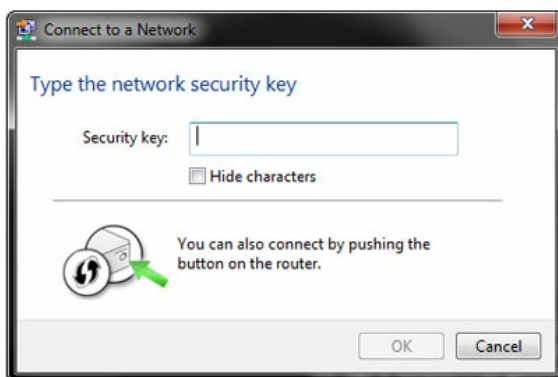 Connect to a Network
Type the network security key
Security key:
Hide characters
You can also connect by pushing the
button on the router.
OK
Cancel